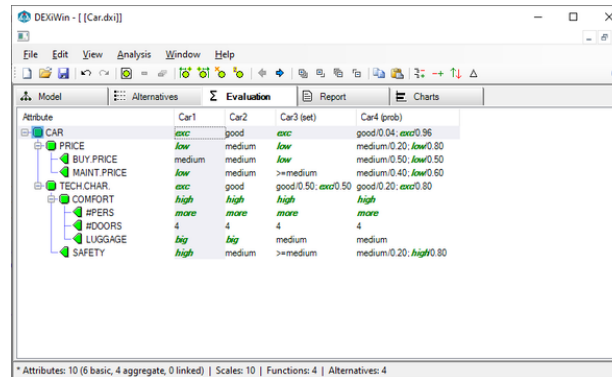 DEXiWin - [ [Car.dxi]]
File Edit View Analysis Window Help
Model Alternatives Σ Evaluation Report Charts
Attribute Car1 Car2 Car3 (set) Car4 (prob)
CAR exc good exc good/0.04; exc/0.96
PRICE low medium low medium/0.20; low/0.80
BUY.PRICE medium medium low medium/0.50; low/0.50
MAINT.PRICE low medium >=medium medium/0.40; low/0.60
TECH.CHAR. exc good good/0.50; exc/0.50 good/0.20; exc/0.80
COMFORT high high high high
#PERS more more more more
#DOORS 4 4 4 4
LUGGAGE big big medium medium
SAFETY high medium >=medium medium/0.20; high/0.80
* Attributes: 10 (6 basic, 4 aggregate, 0 linked) | Scales: 10 | Functions: 4 | Alternatives: 4